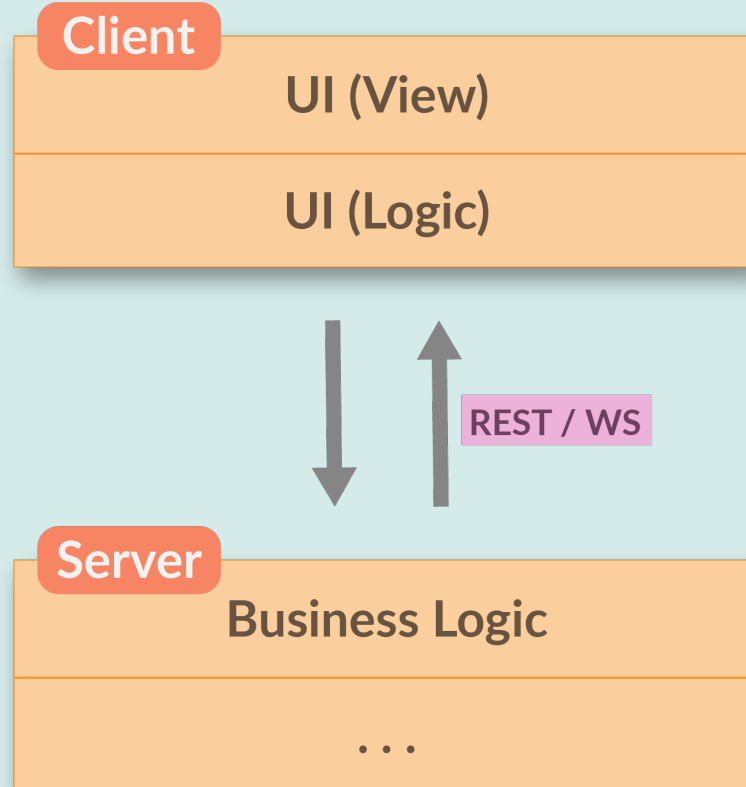 Client
UI (View)
UI (Logic)
REST / WS
Server
Business Logic
...